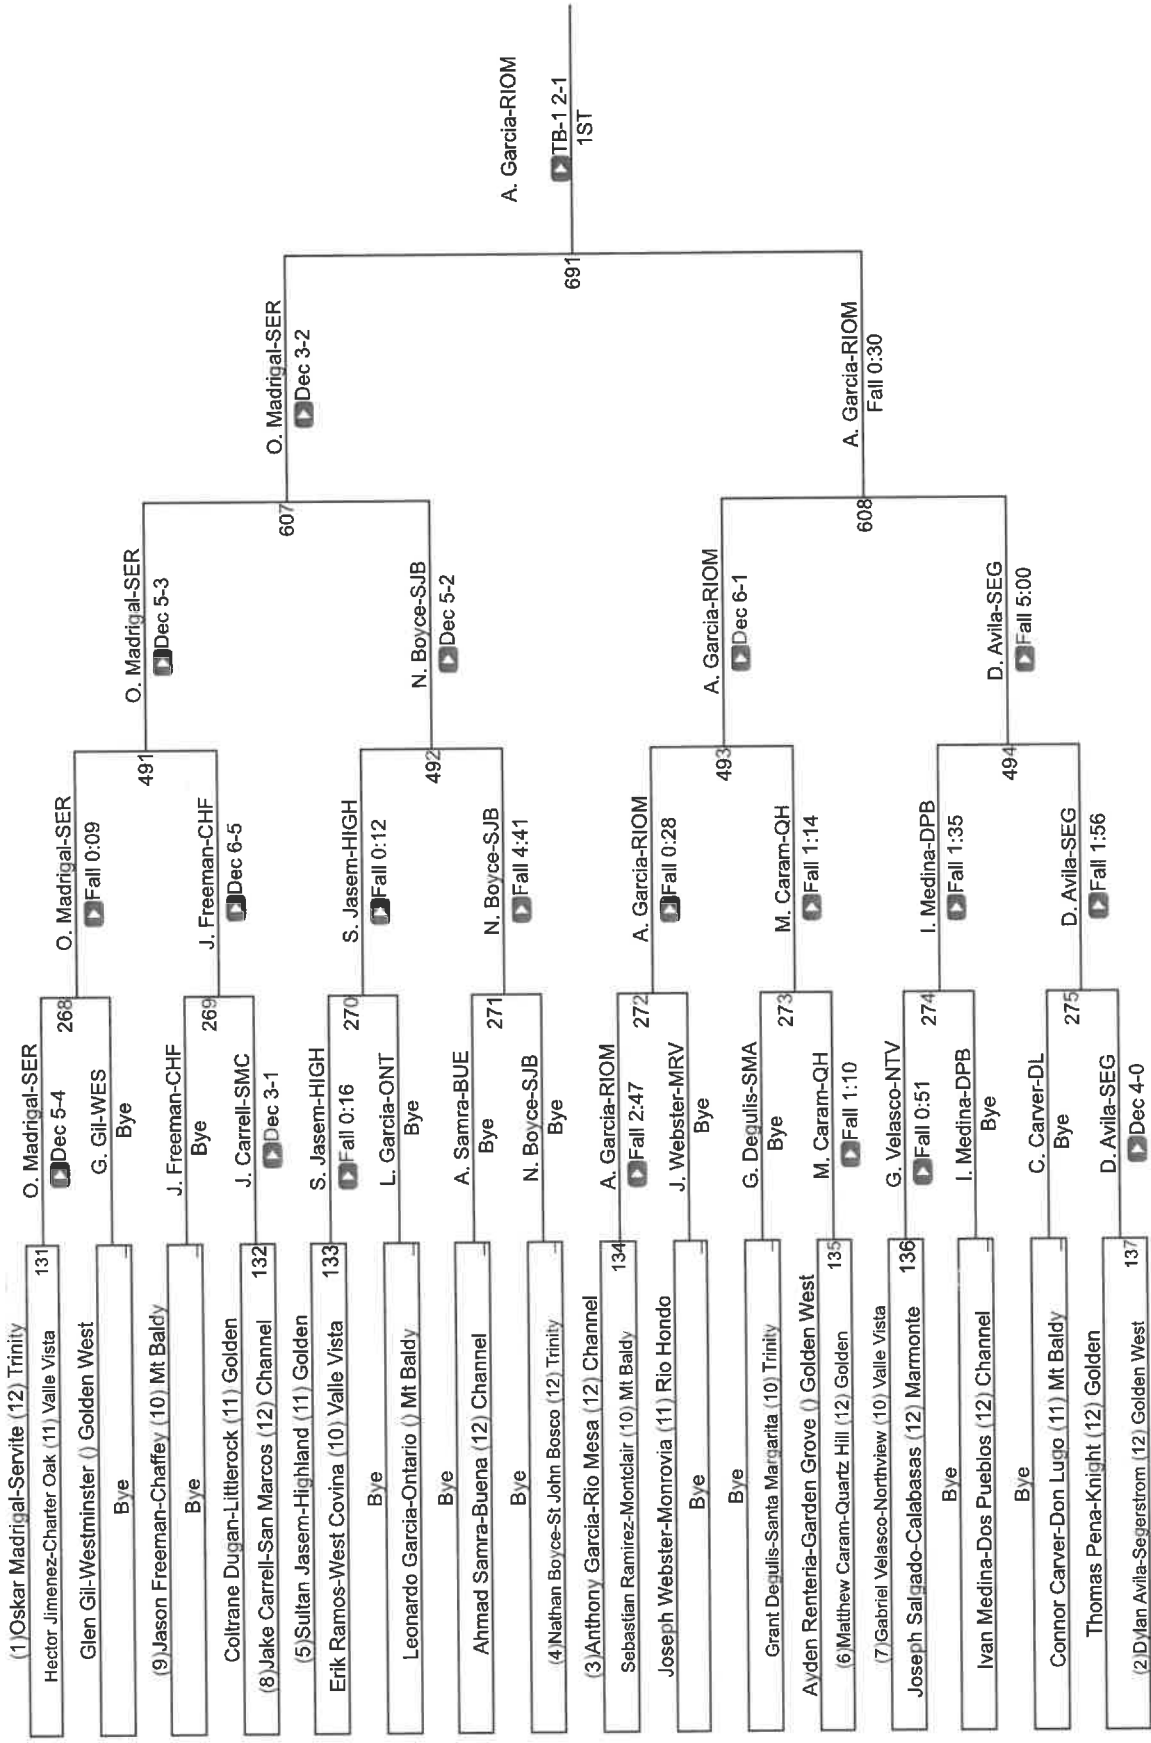 (1)Oskar Madrigal-Servite (12) Trinity
131
Hector Jimenez-Charter Oak (11) Valle Vista
Glen Gil-Westminster () Golden West
Bye
(9)Jason Freeman-Chaffey (10) Mt Baldy
Bye
Coltrane Dugan-Littlerock (11) Golden
132
(8)Jake Carrell-San Marcos (12) Channel
(5)Sultan Jasem-Highland (11) Golden
133
Erik Ramos-West Covina (10) Valle Vista
Bye
Leonardo Garcia-Ontario () Mt Baldy
Bye
Ahmad Samra-Buena (12) Channel
Bye
(4)Nathan Boyce-St John Bosco (12) Trinity
(3)Anthony Garcia-Rio Mesa (12) Channel
134
Sebastian Ramirez-Montclair (10) Mt Baldy
Joseph Webster-Monrovia (11) Rio Hondo
Bye
Bye
Grant Degulis-Santa Margarita (10) Trinity
Ayden Renteria-Garden Grove () Golden West
135
(6)Matthew Caram-Quartz Hill (12) Golden
(7)Gabriel Velasco-Northview (10) Valle Vista
136
Joseph Salgado-Calabasas (12) Marmonte
Bye
Ivan Medina-Dos Pueblos (12) Channel
Bye
Connor Carver-Don Lugo (11) Mt Baldy
Thomas Pena-Knight (12) Golden
137
(2)Dylan Avila-Segerstrom (12) Golden West
O. Madrigal-SER
Dec 5-4
268
G. Gil-WES
Bye
J. Freeman-CHF
Bye
269
J. Carrell-SMC
Dec 3-1
S. Jasem-HIGH
Fall 0:16
270
L. Garcia-ONT
Bye
A. Samra-BUE
Bye
271
N. Boyce-SJB
Bye
A. Garcia-RIOM
Fall 2:47
272
J. Webster-MRV
Bye
G. Degulis-SMA
Bye
273
M. Caram-QH
Fall 1:10
G. Velasco-NTV
Fall 0:51
274
I. Medina-DPB
Bye
C. Carver-DL
Bye
275
D. Avila-SEG
Dec 4-0
O. Madrigal-SER
Fall 0:09
491
J. Freeman-CHF
Dec 6-5
S. Jasem-HIGH
Fall 0:12
492
N. Boyce-SJB
Fall 4:41
A. Garcia-RIOM
Fall 0:28
493
M. Caram-QH
Fall 1:14
I. Medina-DPB
Fall 1:35
494
D. Avila-SEG
Fall 1:56
O. Madrigal-SER
Dec 5-3
607
N. Boyce-SJB
Dec 5-2
A. Garcia-RIOM
Dec 6-1
608
D. Avila-SEG
Fall 5:00
O. Madrigal-SER
Dec 3-2
691
A. Garcia-RIOM
Fall 0:30
A. Garcia-RIOM
TB-1 2-1
1ST